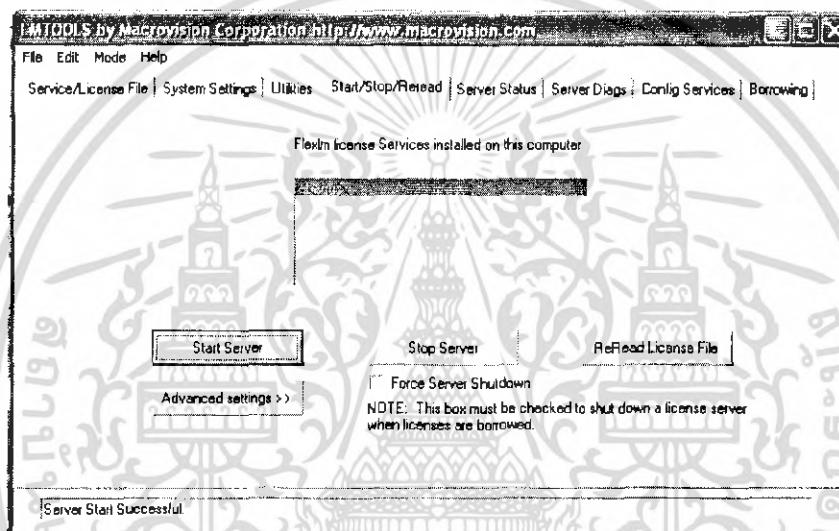 LMTOOLS by Macrovision Corporation http://www.macrovision.com
File Edit Mode Help
Service/License File System Settings Utilities Start/Stop/Reread Server Status Server Diags Config Services Borrowing
Flexlm license Services installed on this computer
Start Server
Stop Server
ReRead License File
Advanced settings >>
Force Server Shutdown
NOTE: This box must be checked to shut down a license server
when licenses are borrowed.
Server Start Successful.